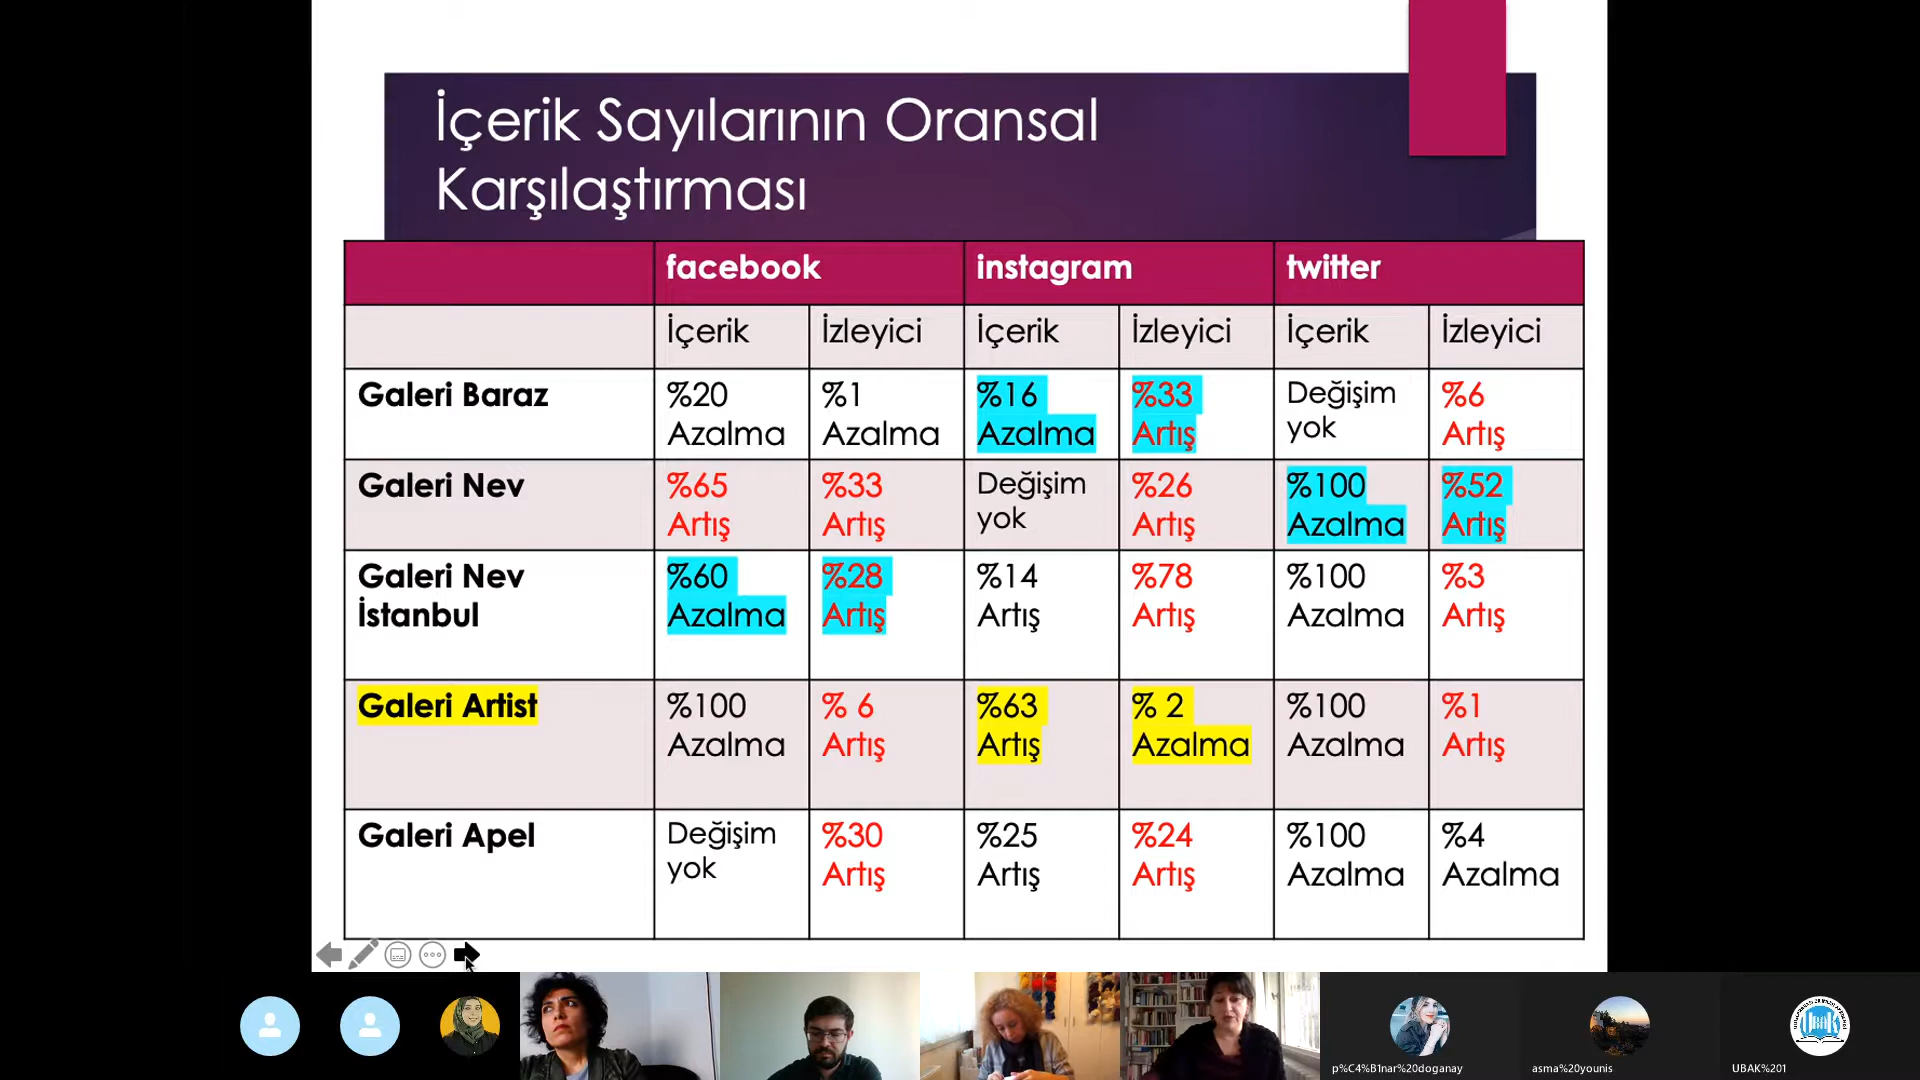 İçerik Sayılarının Oransal
Karşılaştırması
facebook instagram twitter
İçerik İzleyici İçerik İzleyici İçerik İzleyici
Galeri Baraz %20 %1 %16 %33 Değişim %6
Azalma Azalma Azalma Artış yok Artış
Galeri Nev %65 %33 Değişim %26 %100 %52
Artış Artış yok Artış Azalma Artış
Galeri Nev %60 %28 %14 %78 %100 %3
İstanbul Azalma Artış Artış Artış Azalma Artış
Galeri Artist %100 % 6 %63 % 2 %100 %1
Azalma Artış Artış Azalma Azalma Artış
Galeri Apel Değişim %30 %25 %24 %100 %4
yok Artış Artış Artış Azalma Azalma
p%C4%B1nar%20doganay asma%20younis UBAK%201
UBAK